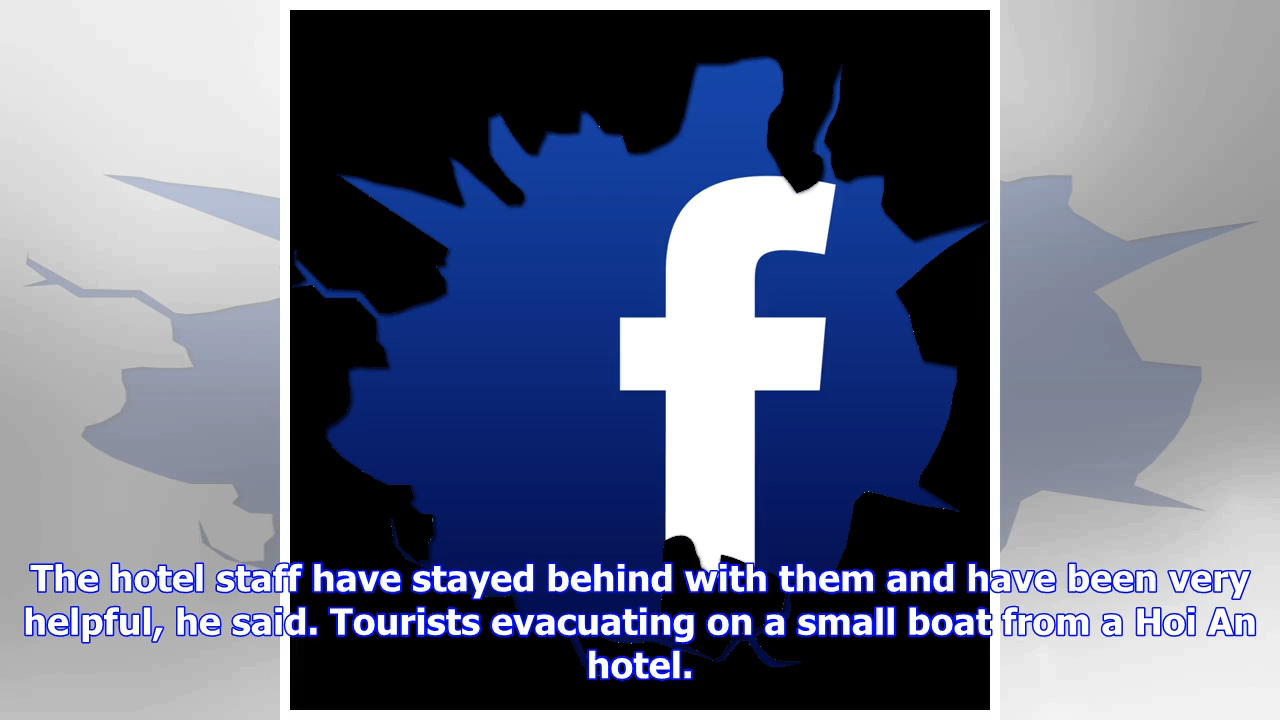 f
The hotel staff have stayed behind with them and have been very
helpful, he said. Tourists evacuating on a small boat from a Hoi An
hotel.